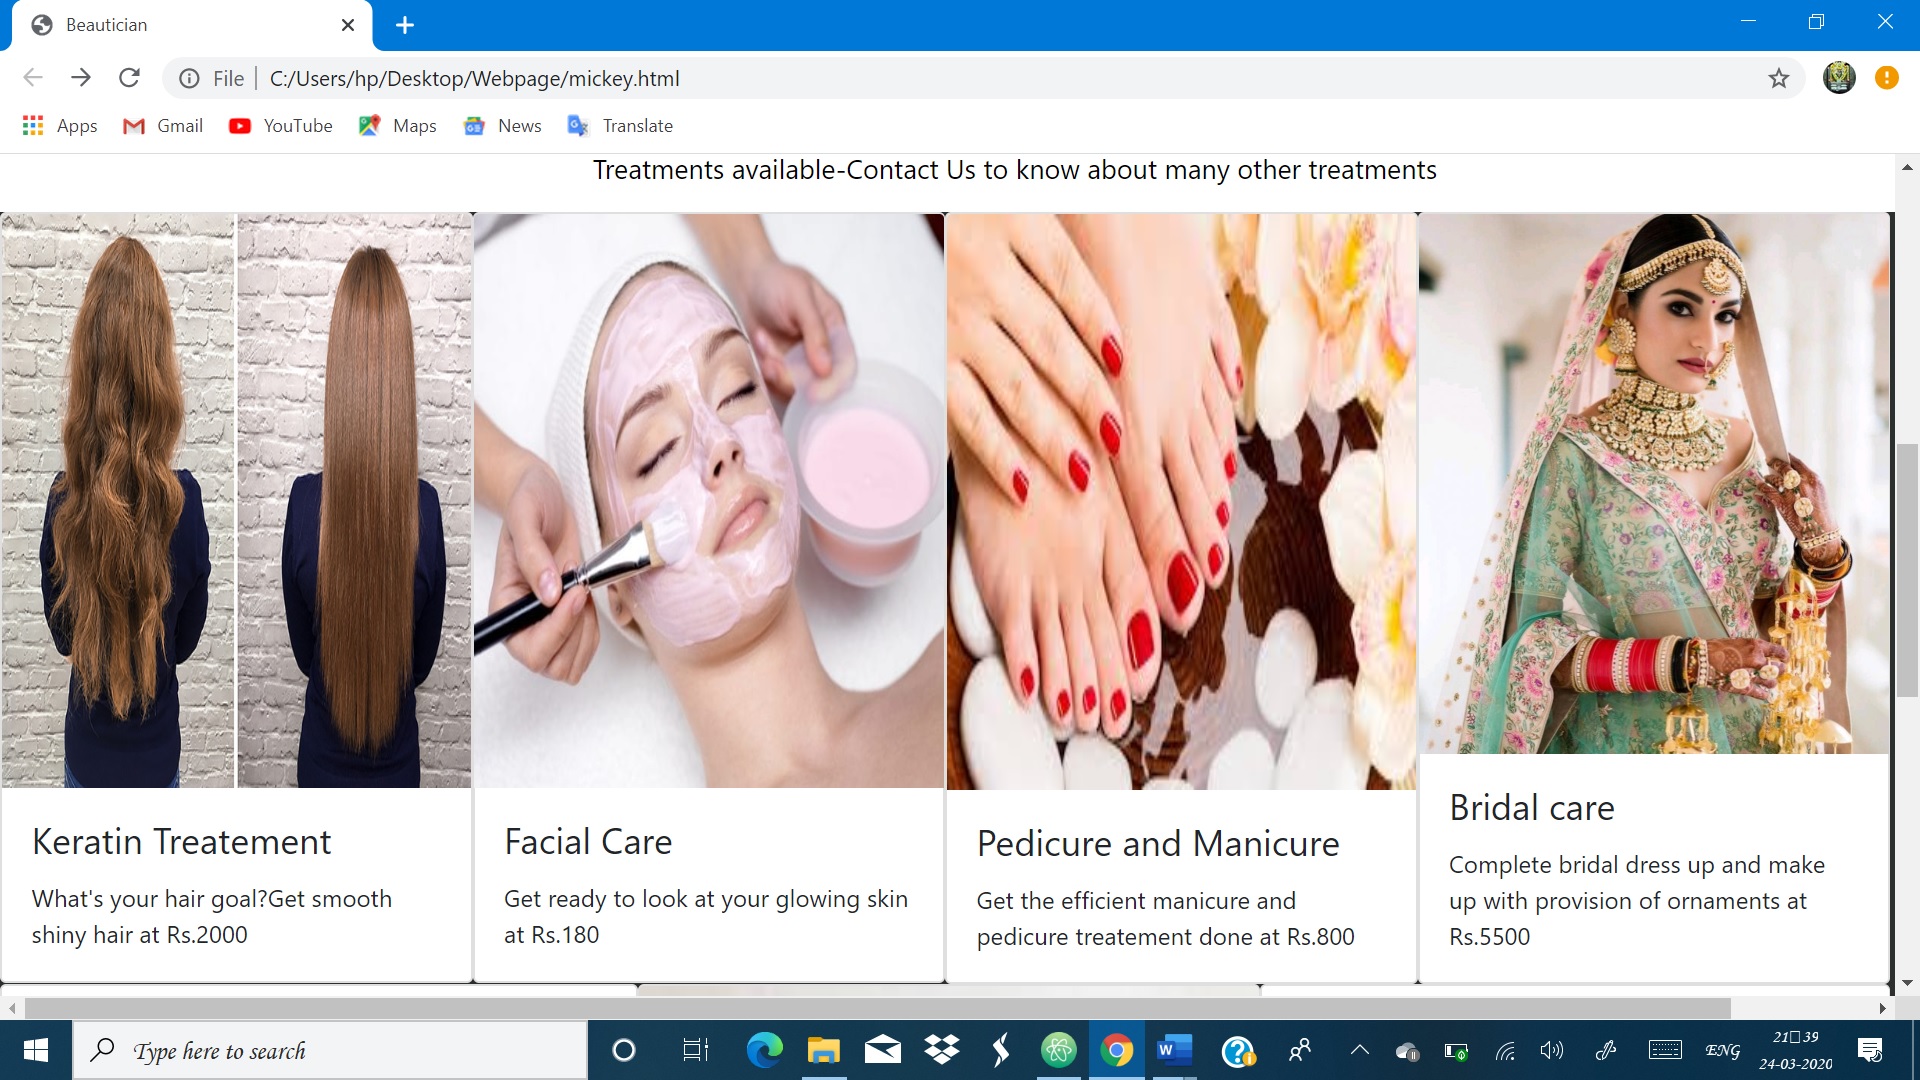 Beautician
File
C:/Users/hp/Desktop/Webpage/mickey.html
Apps
Gmail
YouTube
Maps
News
Translate
Treatments available-Contact Us to know about many other treatments
Keratin Treatement
What's your hair goal?Get smooth
shiny hair at Rs.2000
Facial Care
Get ready to look at your glowing skin
at Rs.180
Pedicure and Manicure
Get the efficient manicure and
pedicure treatement done at Rs.800
Bridal care
Complete bridal dress up and make
up with provision of ornaments at
Rs.5500
Type here to search
W
ENG
21▯39
24-03-2020